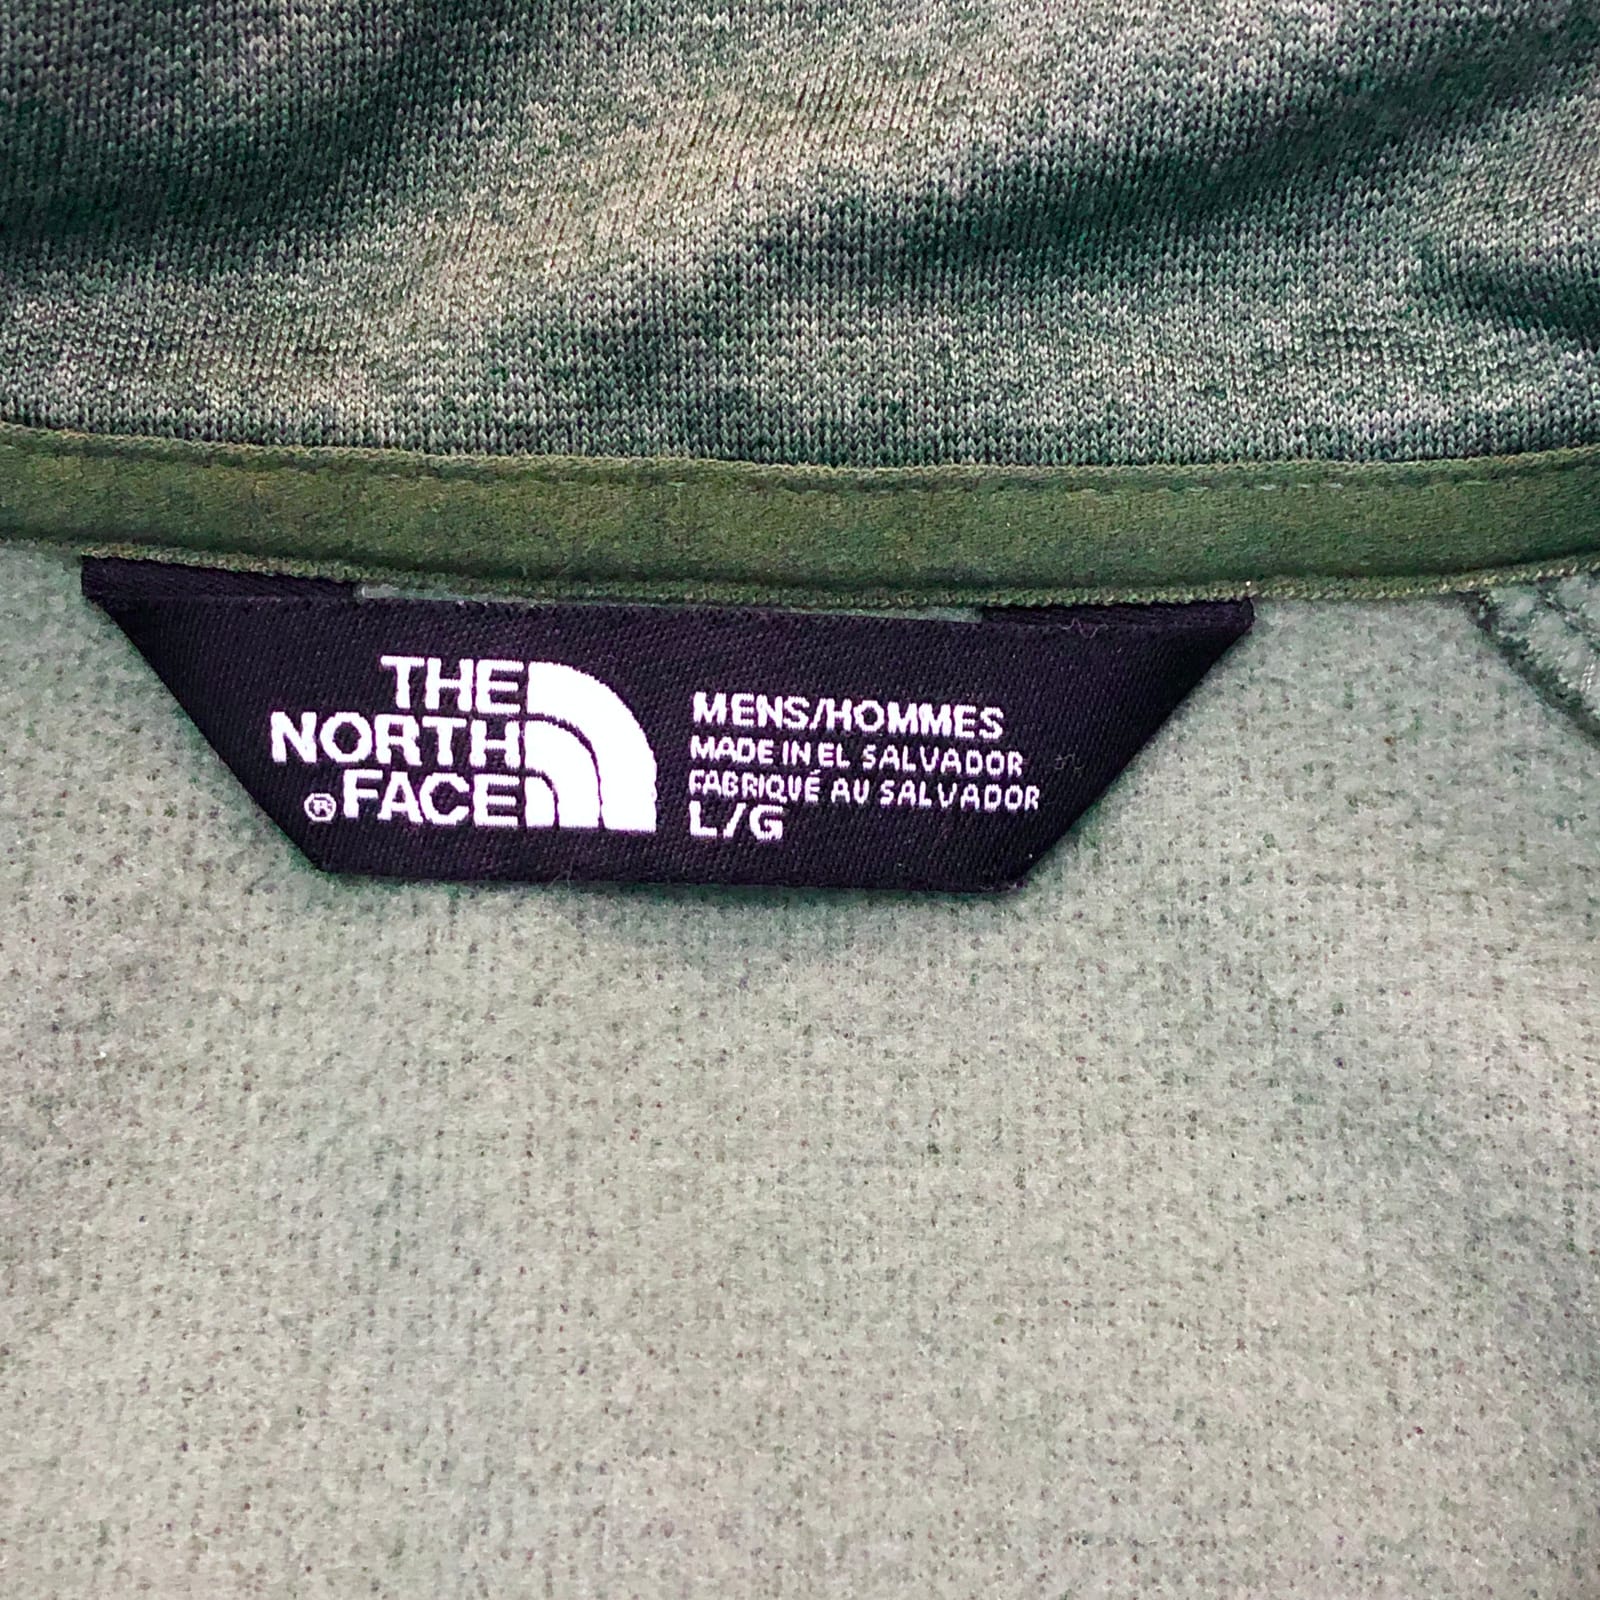 THE
NORTH
®FACE
MENS/HOMMES
MADE IN EL SALVADOR
FABRIQUÉ AU SALVADOR
L/G